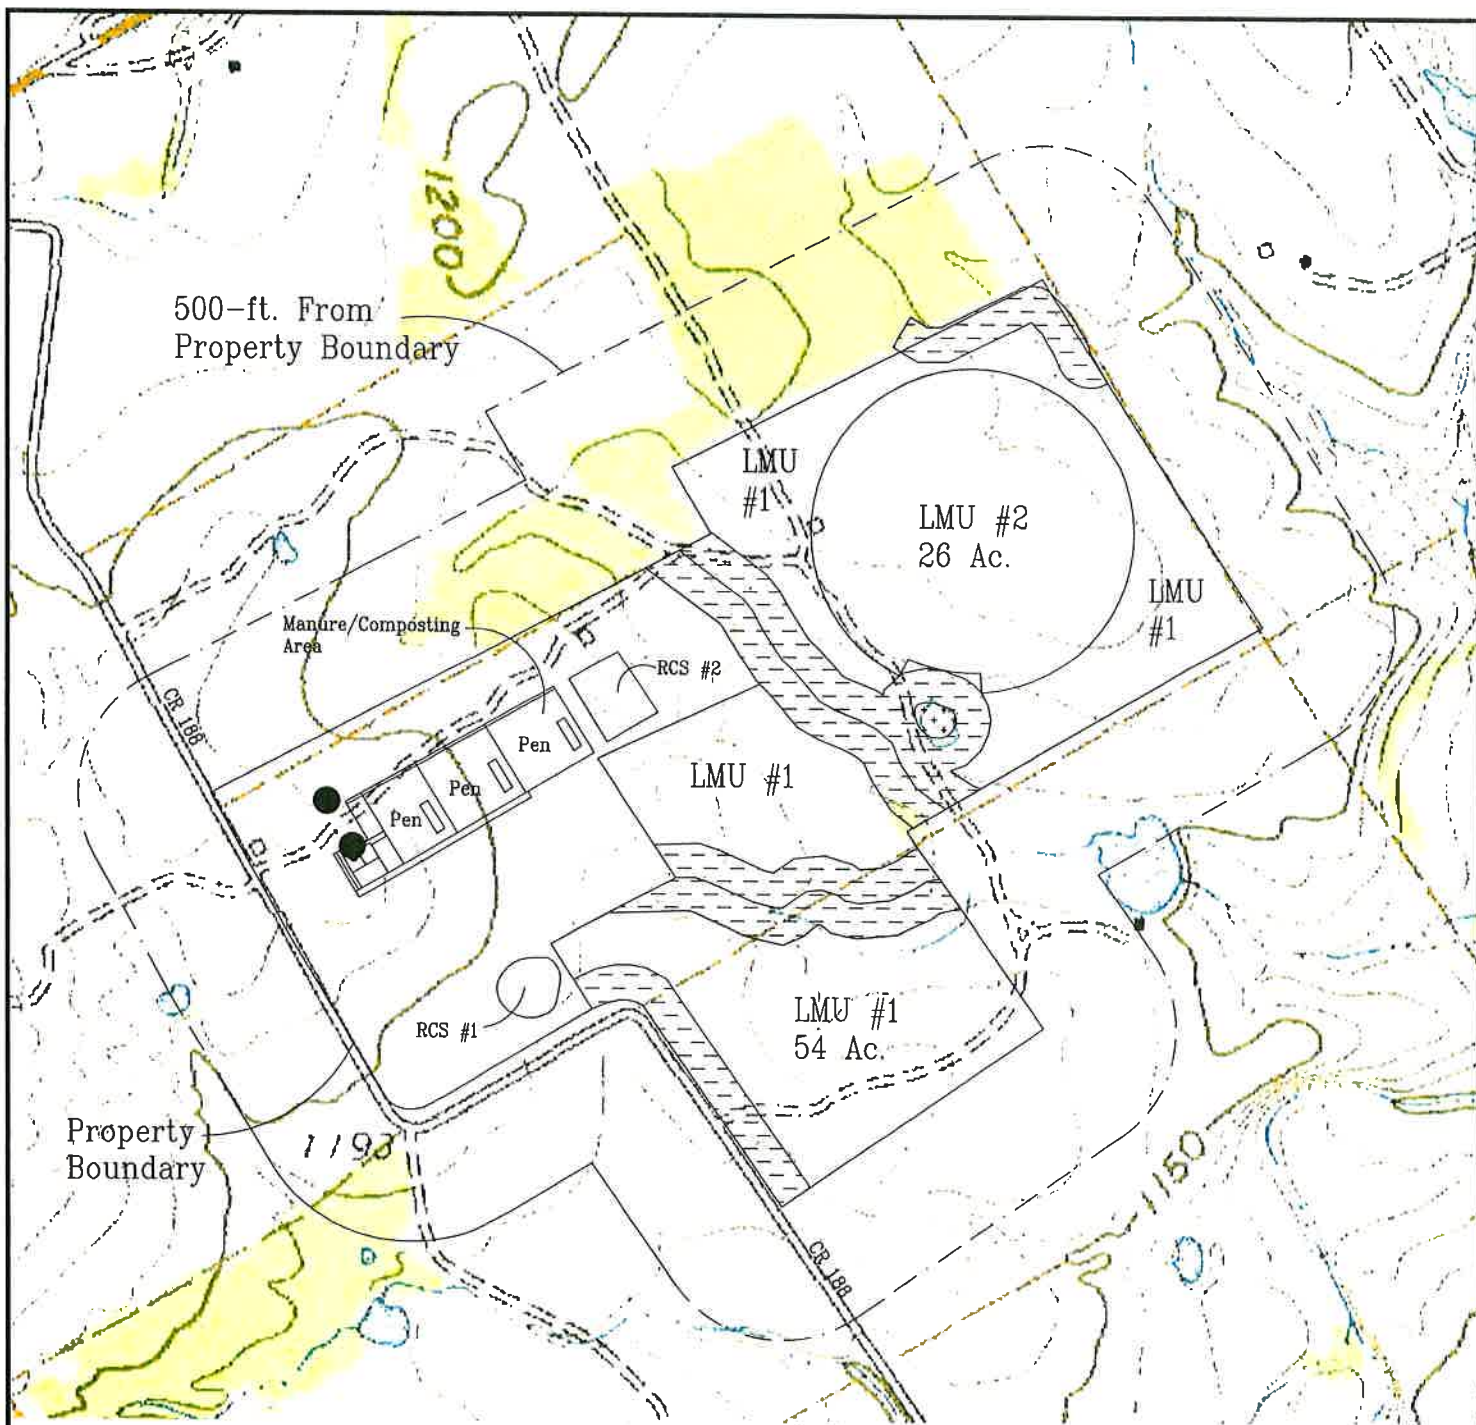 1200
500-ft. From
Property Boundary
LMU
#1
LMU #2
26 Ac.
LMU
#1
Manure/Composting
Area
RCS #2
CR 188
Pen
LMU #1
Pen
Pen
LMU #1
54 Ac.
RCS #1
Property
Boundary
1193
1150
CR 188